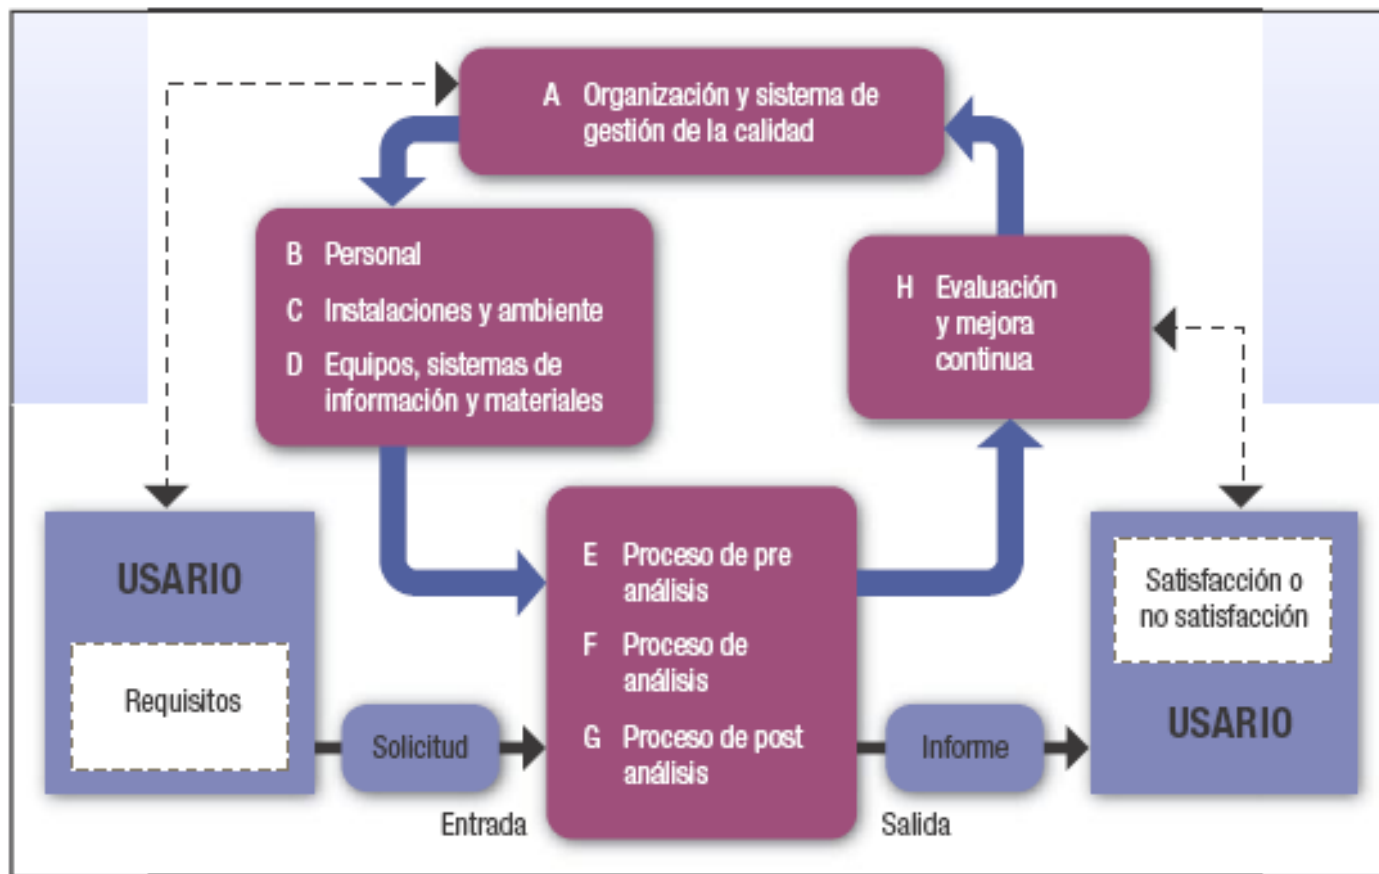 A Organización y sistema de
gestión de la calidad
B Personal
C Instalaciones y ambiente
D Equipos, sistemas de
información y materiales
H Evaluación
y mejora
continua
USARIO
Requisitos
Solicitud
Entrada
E Proceso de pre
análisis
F Proceso de
análisis
G Proceso de post
análisis
Informe
Salida
Satisfacción o
no satisfacción
USARIO